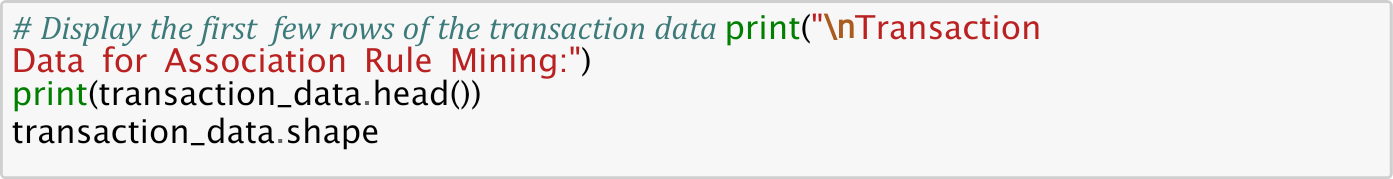 # Display the first few rows of the transaction data print("\nTransaction
Data for Association Rule Mining:")
print(transaction_data.head())
transaction_data.shape